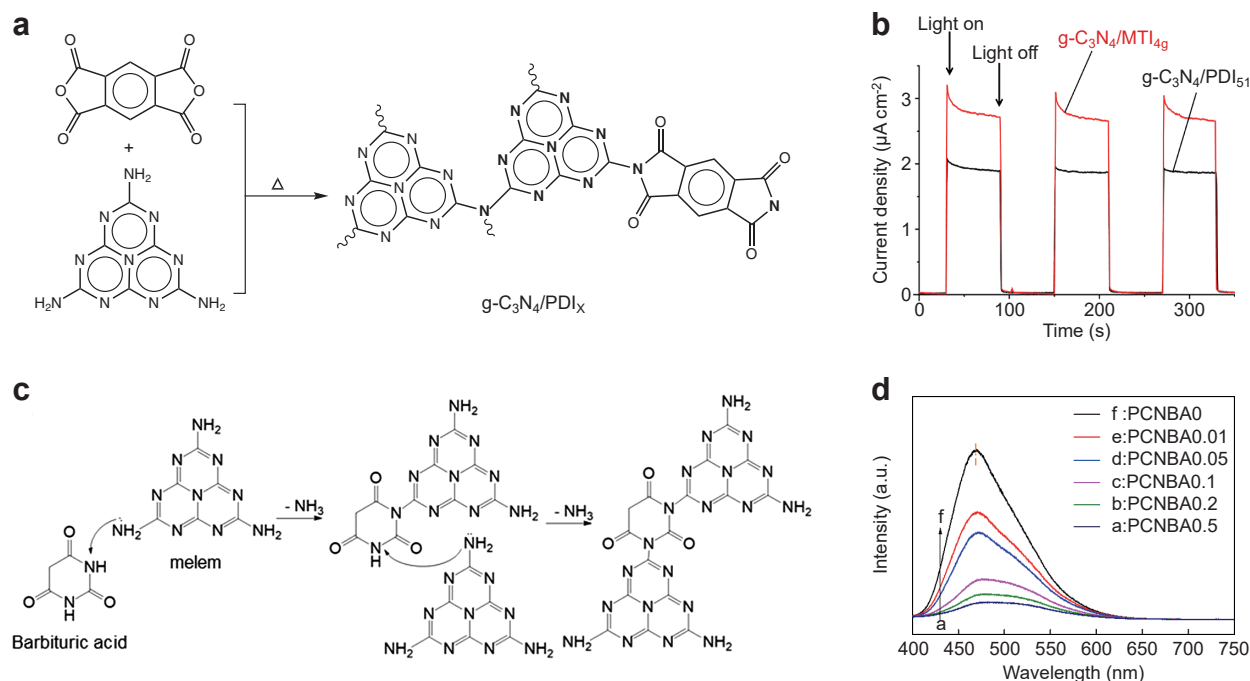 a
O O
O O
O O
+
NH₂
N N
N N N
H₂N N N NH₂
△
N N
N N N
N N
N
N N
N N N
N N
N
O O
O O
N
g-C₃N₄/PDIₓ
b
Light on
Light off
g-C₃N₄/MTI₄g
g-C₃N₄/PDI₅₁
Current density (µA cm⁻²)
3
2
1
0
0 100 200 300
Time (s)
c
O
NH
O N O
H
Barbituric acid
NH₂
N N
N N N
NH₂ N N NH₂
melem
- NH₃
NH₂
O N N
N N N N
O N O N N NH₂
H
NH₂
N N
N N N
NH₂ N N NH₂
- NH₃
NH₂
O N N
N N N N
O N O N N NH₂
N N
N N N
NH₂ N N NH₂
d
f :PCNBA0
e:PCNBA0.01
d:PCNBA0.05
c:PCNBA0.1
b:PCNBA0.2
a:PCNBA0.5
f
a
Intensity (a.u.)
400 450 500 550 600 650 700 750
Wavelength (nm)